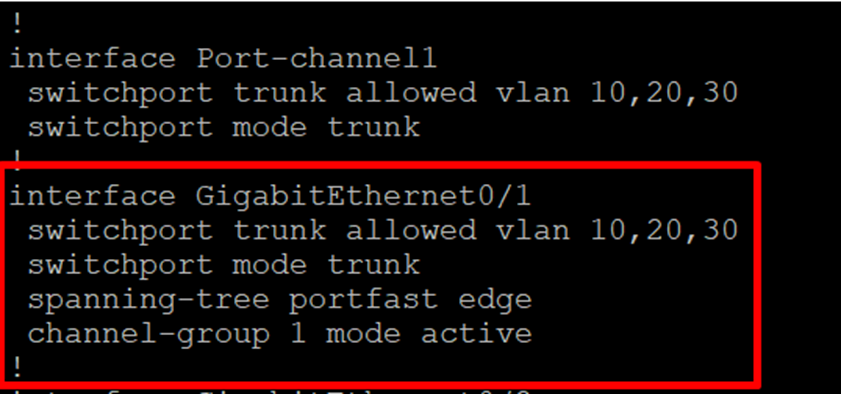 !
interface Port-channel1
switchport trunk allowed vlan 10,20,30
switchport mode trunk
!
interface GigabitEthernet0/1
switchport trunk allowed vlan 10,20,30
switchport mode trunk
spanning-tree portfast edge
channel-group 1 mode active
!